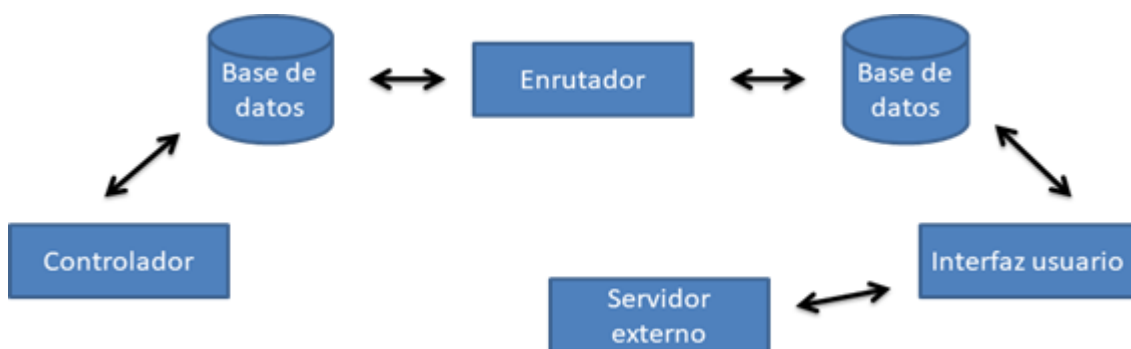 Base de
datos
Enrutador
Base de
datos
Controlador
Interfaz usuario
Servidor
externo